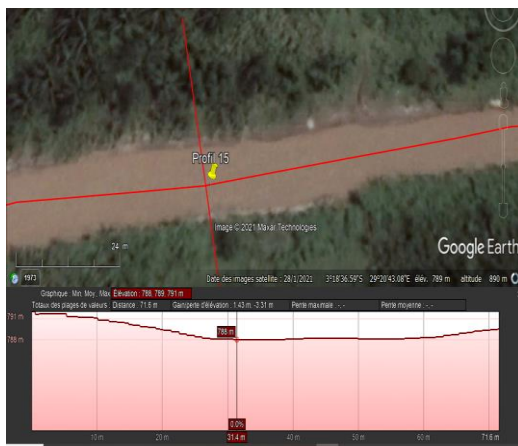 Profil 15
Image © 2021 Maxar Technologies
24 m
Google Earth
1973
Date des images satellite : 28/1/2021 3°18'36.59"S 29°20'43.08"E élév. 789 m altitude 890 m
Graphique : Min, Moy, Max Élévation : 788, 789, 791 m
Totaux des plages de valeurs : Distance : 71.6 m Gain/perte d'élévation : 1.43 m, -3.31 m Pente maximale : -, - Pente moyenne : -, -
791 m
788 m
788 m
0.0%
10 m 20 m 31.4 m 40 m 50 m 60 m 71.6 m